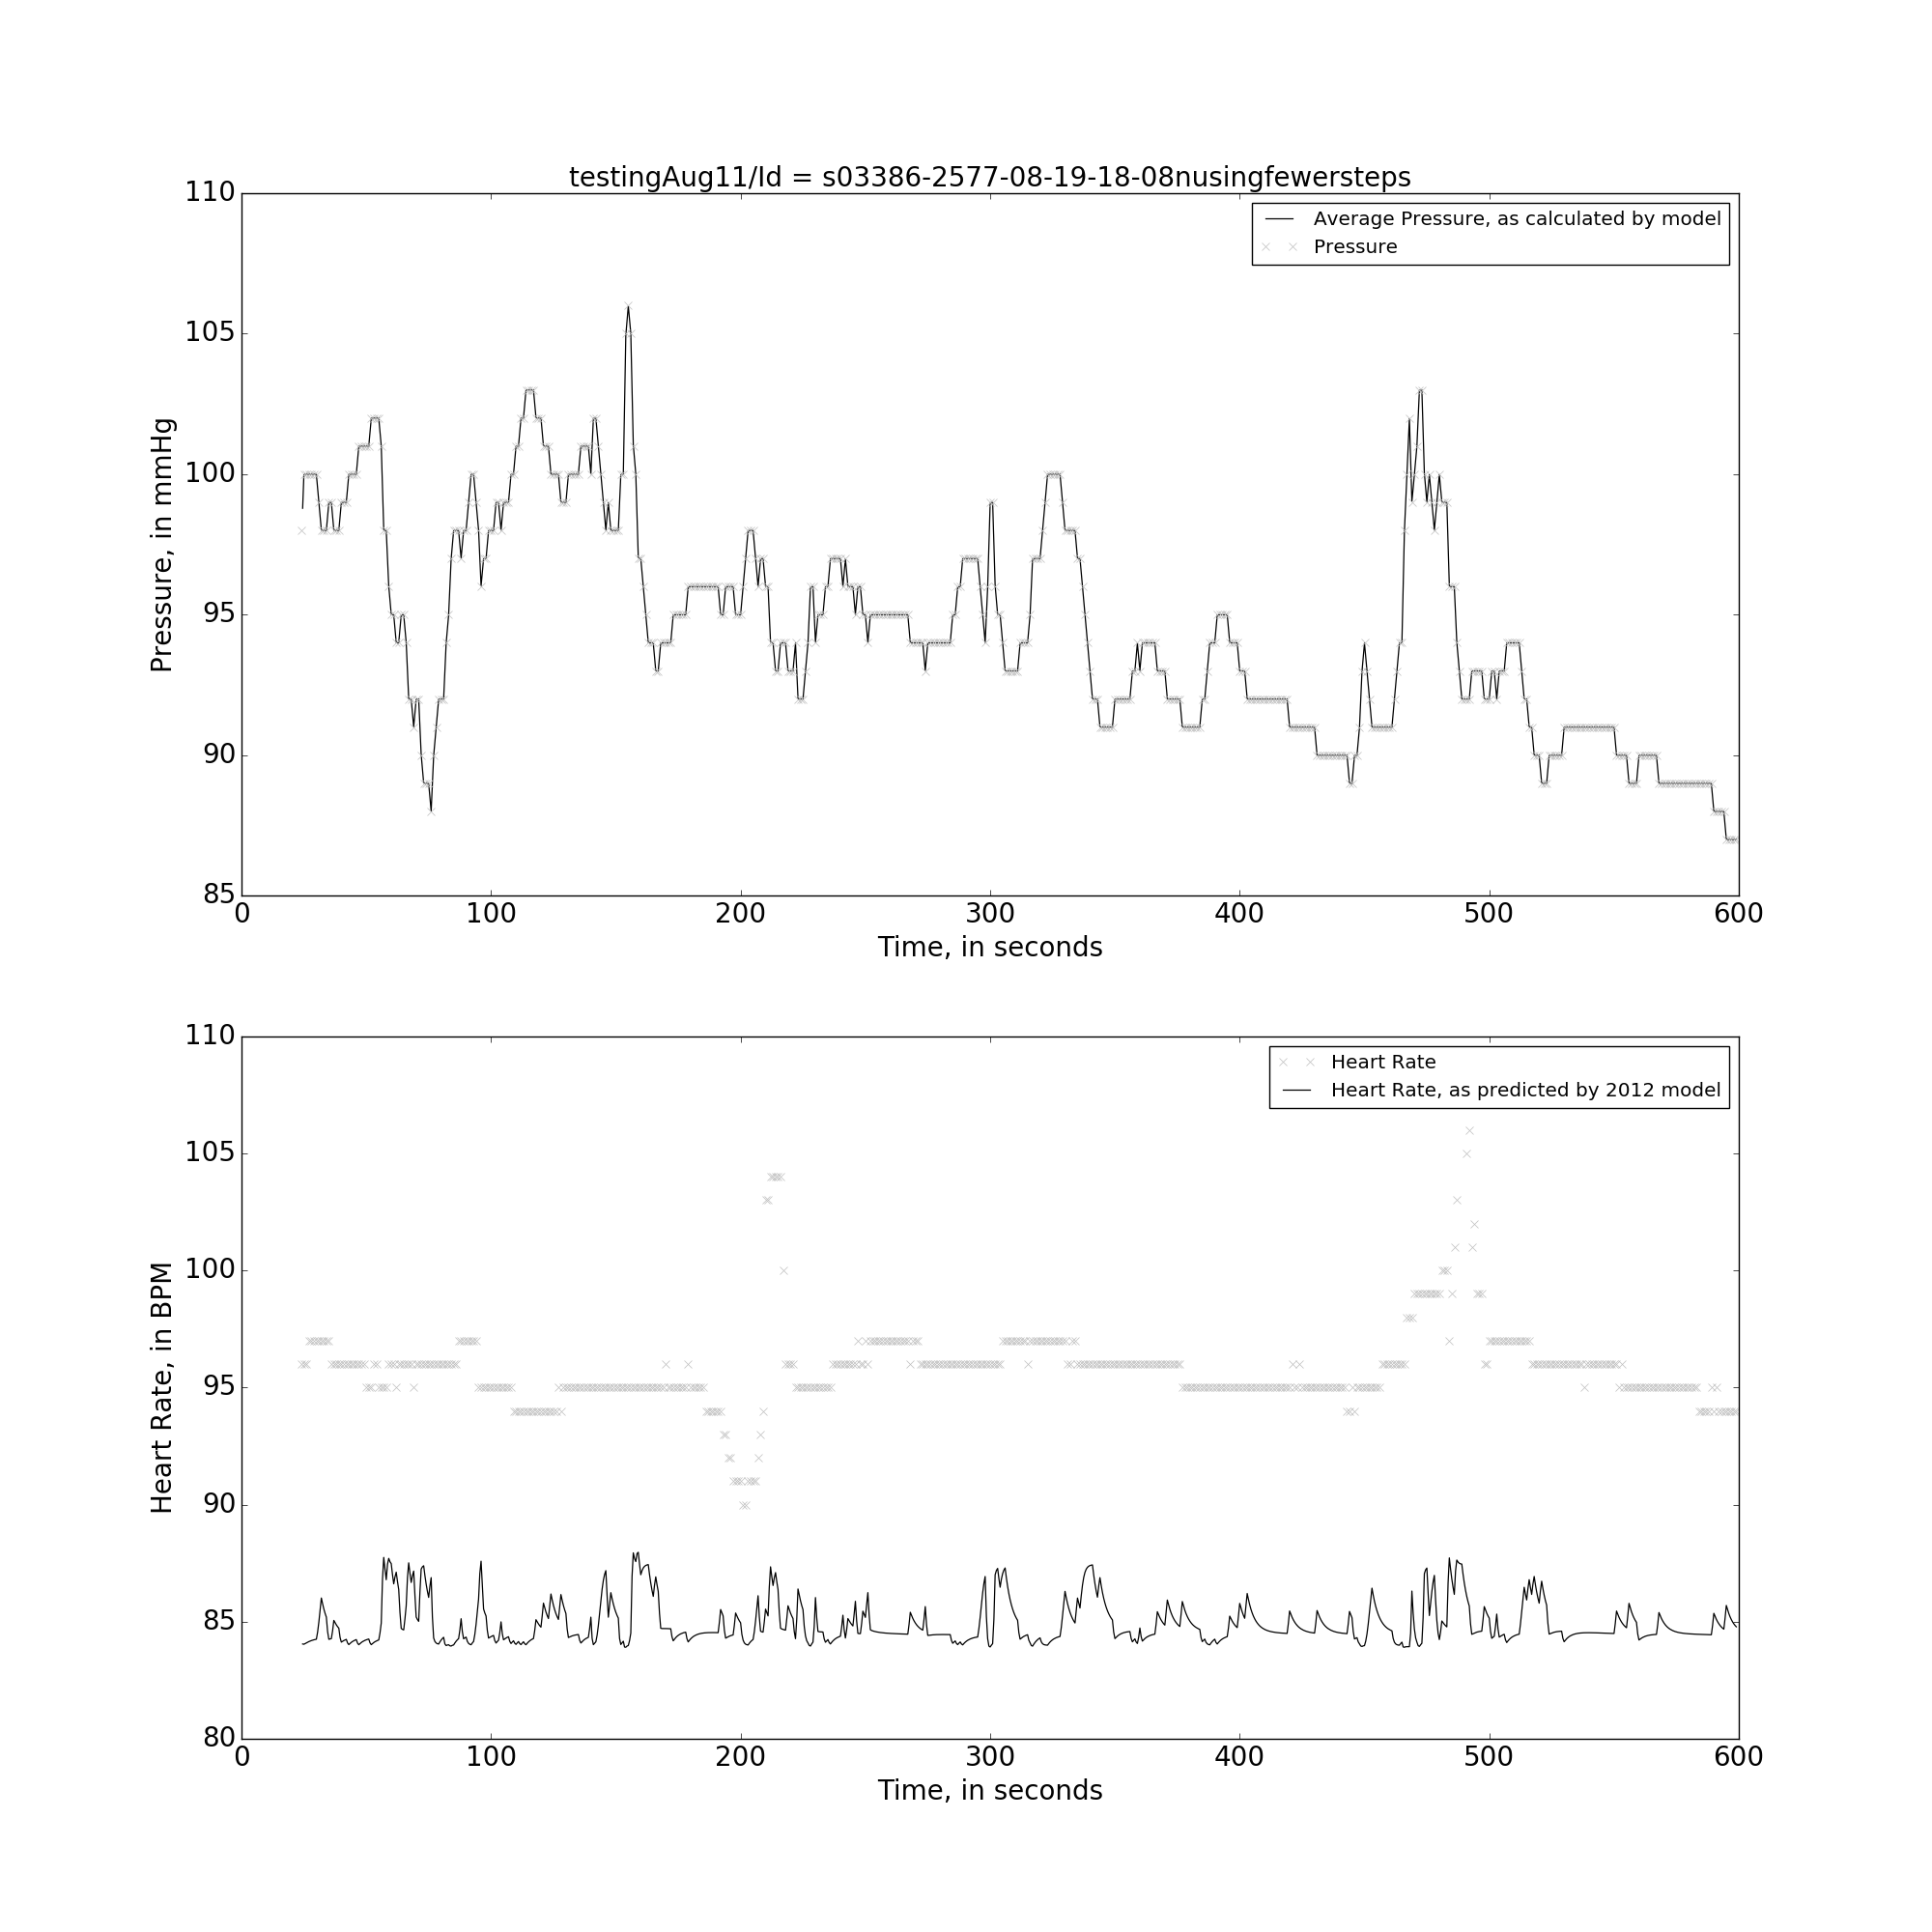 testingAug11/Id = s03386-2577-08-19-18-08nusingfewersteps
Average Pressure, as calculated by model
Pressure
Pressure, in mmHg
110
105
100
95
90
85
0 100 200 300 400 500 600
Time, in seconds
Heart Rate
Heart Rate, as predicted by 2012 model
Heart Rate, in BPM
110
105
100
95
90
85
80
0 100 200 300 400 500 600
Time, in seconds